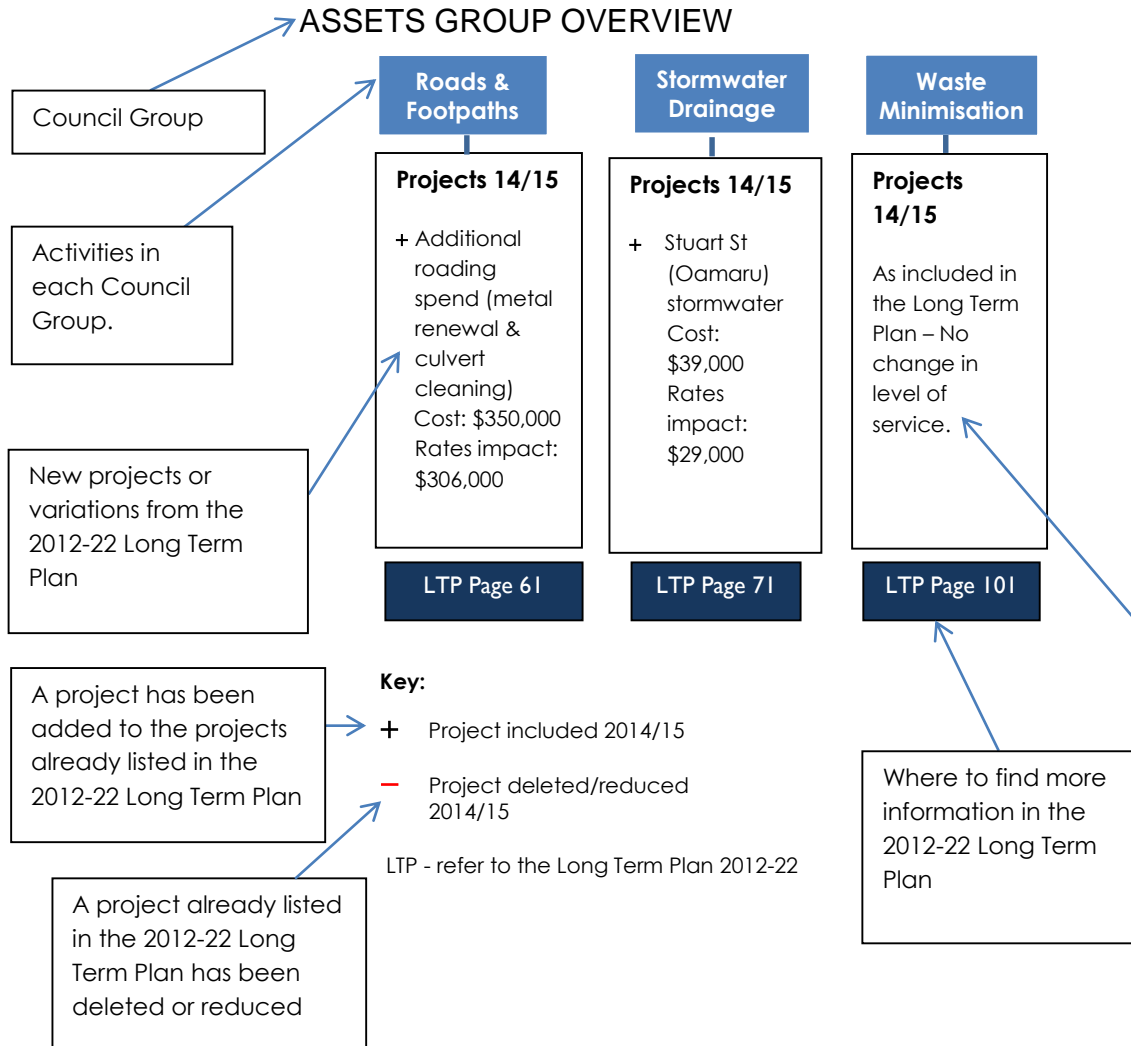 ASSETS GROUP OVERVIEW
Council Group
Activities in
each Council
Group.
New projects or
variations from the
2012-22 Long Term
Plan
Roads &
Footpaths
Projects 14/15
+ Additional
roading
spend (metal
renewal &
culvert
cleaning)
Cost: $350,000
Rates impact:
$306,000
LTP Page 61
Stormwater
Drainage
Projects 14/15
+ Stuart St
(Oamaru)
stormwater
Cost:
$39,000
Rates
impact:
$29,000
LTP Page 71
Waste
Minimisation
Projects
14/15
As included in
the Long Term
Plan – No
change in
level of
service.
LTP Page 101
A project has been
added to the projects
already listed in the
2012-22 Long Term Plan
A project already listed
in the 2012-22 Long
Term Plan has been
deleted or reduced
Key:
+ Project included 2014/15
– Project deleted/reduced
2014/15
LTP - refer to the Long Term Plan 2012-22
Where to find more
information in the
2012-22 Long Term
Plan